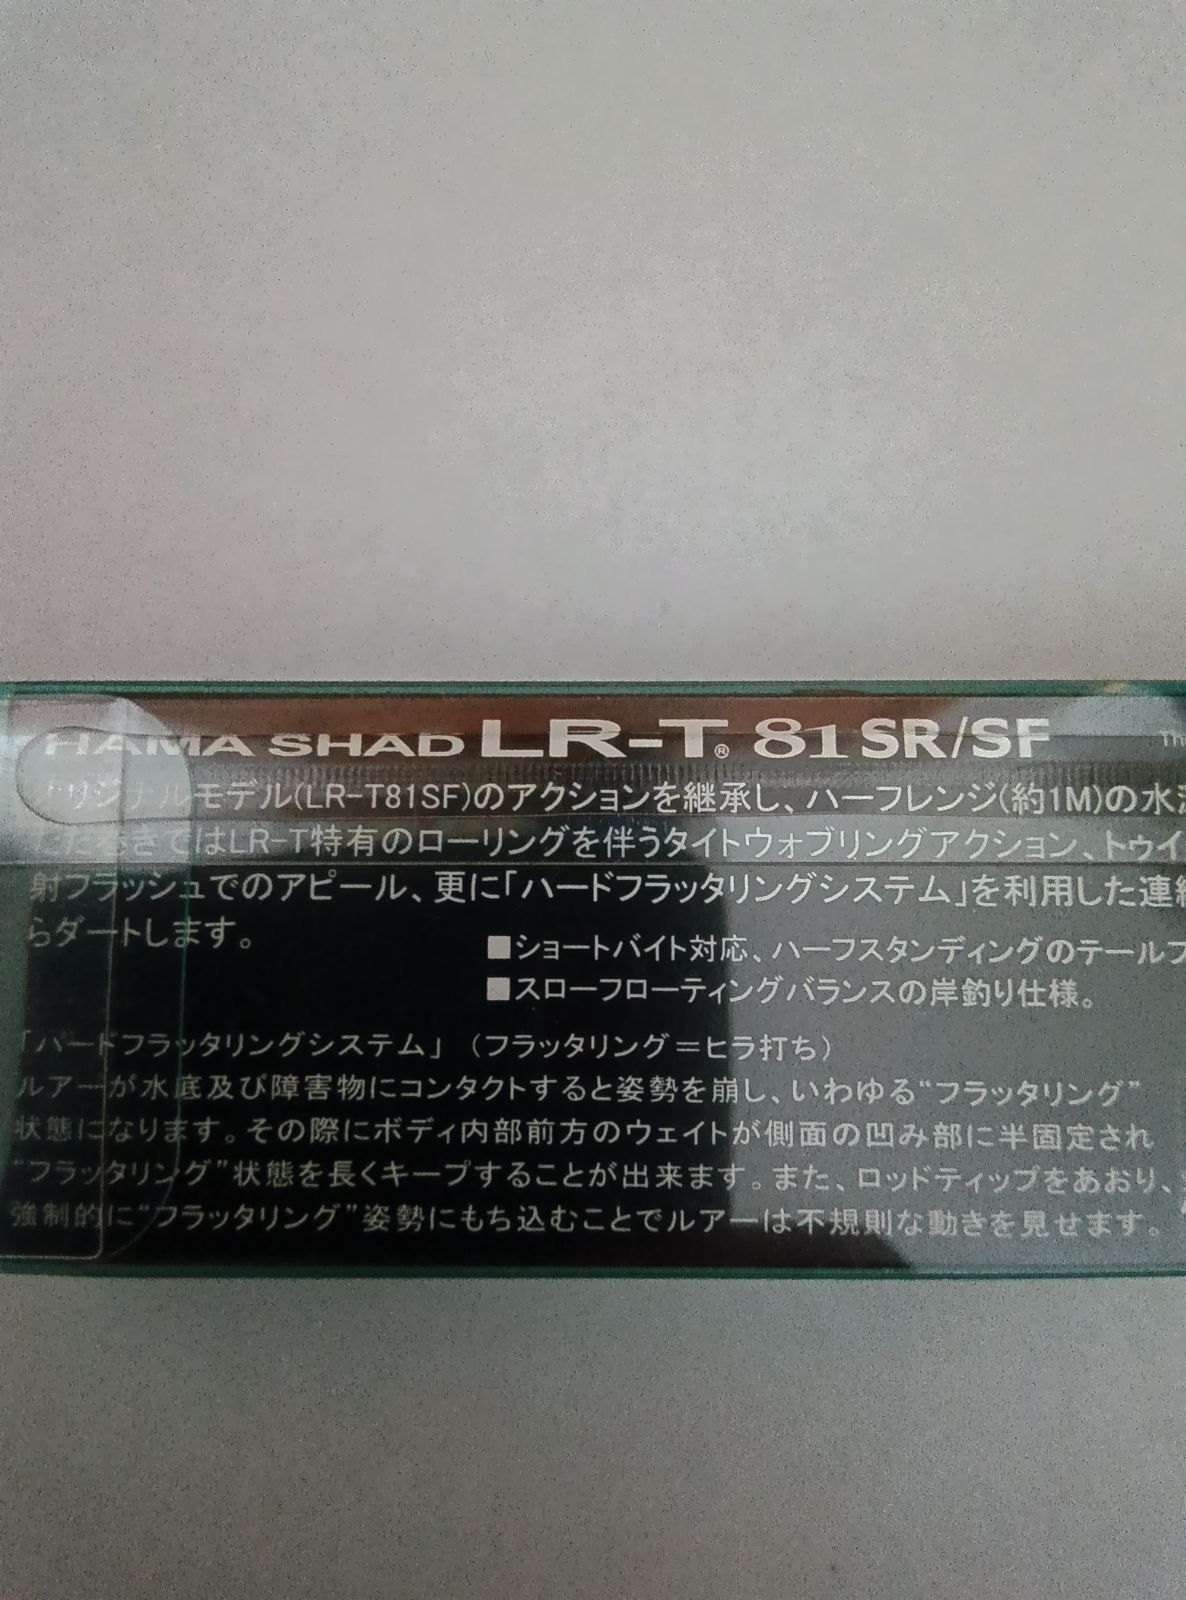 HAMA SHAD LR-T® 81 SR/SF
オリジナルモデル(LR-T81SF)のアクションを継承し、ハーフレンジ(約1M)の水深
ただ巻きではLR-T特有のローリングを伴うタイトウォブリングアクション、トゥイ
射フラッシュでのアピール、更に「ハードフラッタリングシステム」を利用した連続
らダートします。
■ショートバイト対応、ハーフスタンディングのテールフ
■スローフローティングバランスの岸釣り仕様。
「ハードフラッタリングシステム」（フラッタリング＝ヒラ打ち）
ルアーが水底及び障害物にコンタクトすると姿勢を崩し、いわゆる“フラッタリング”
状態になります。その際にボディ内部前方のウェイトが側面の凹み部に半固定され
“フラッタリング”状態を長くキープすることが出来ます。また、ロッドティップをあおり、
強制的に“フラッタリング”姿勢にもち込むことでルアーは不規則な動きを見せます。